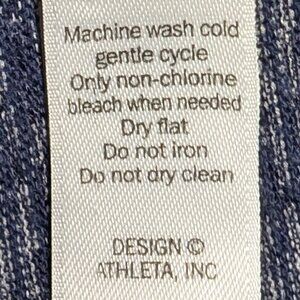 Machine wash cold
gentle cycle
Only non-chlorine
bleach when needed
Dry flat
Do not iron
Do not dry clean
DESIGN ©
ATHLETA, INC